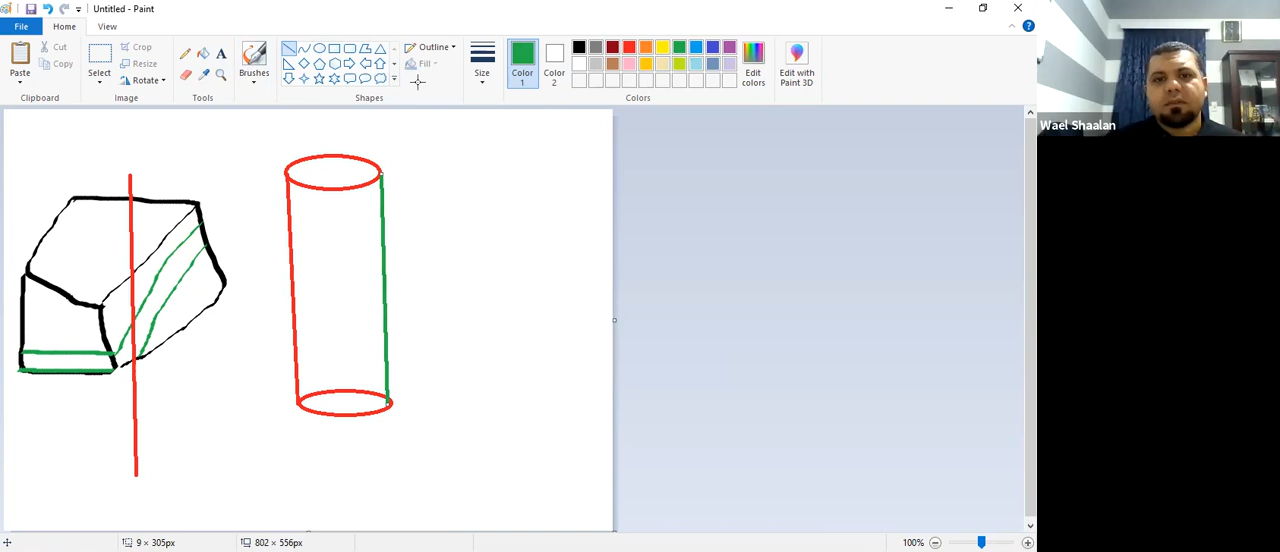 Untitled - Paint
File Home View
Paste
Cut
Copy
Clipboard
Select
Crop
Resize
Rotate
Image
A
Tools
Brushes
Outline
Fill
Shapes
Size
Color 1
Color 2
Edit colors
Colors
Edit with Paint 3D
Wael Shaalan
9 × 305px
802 × 556px
100%